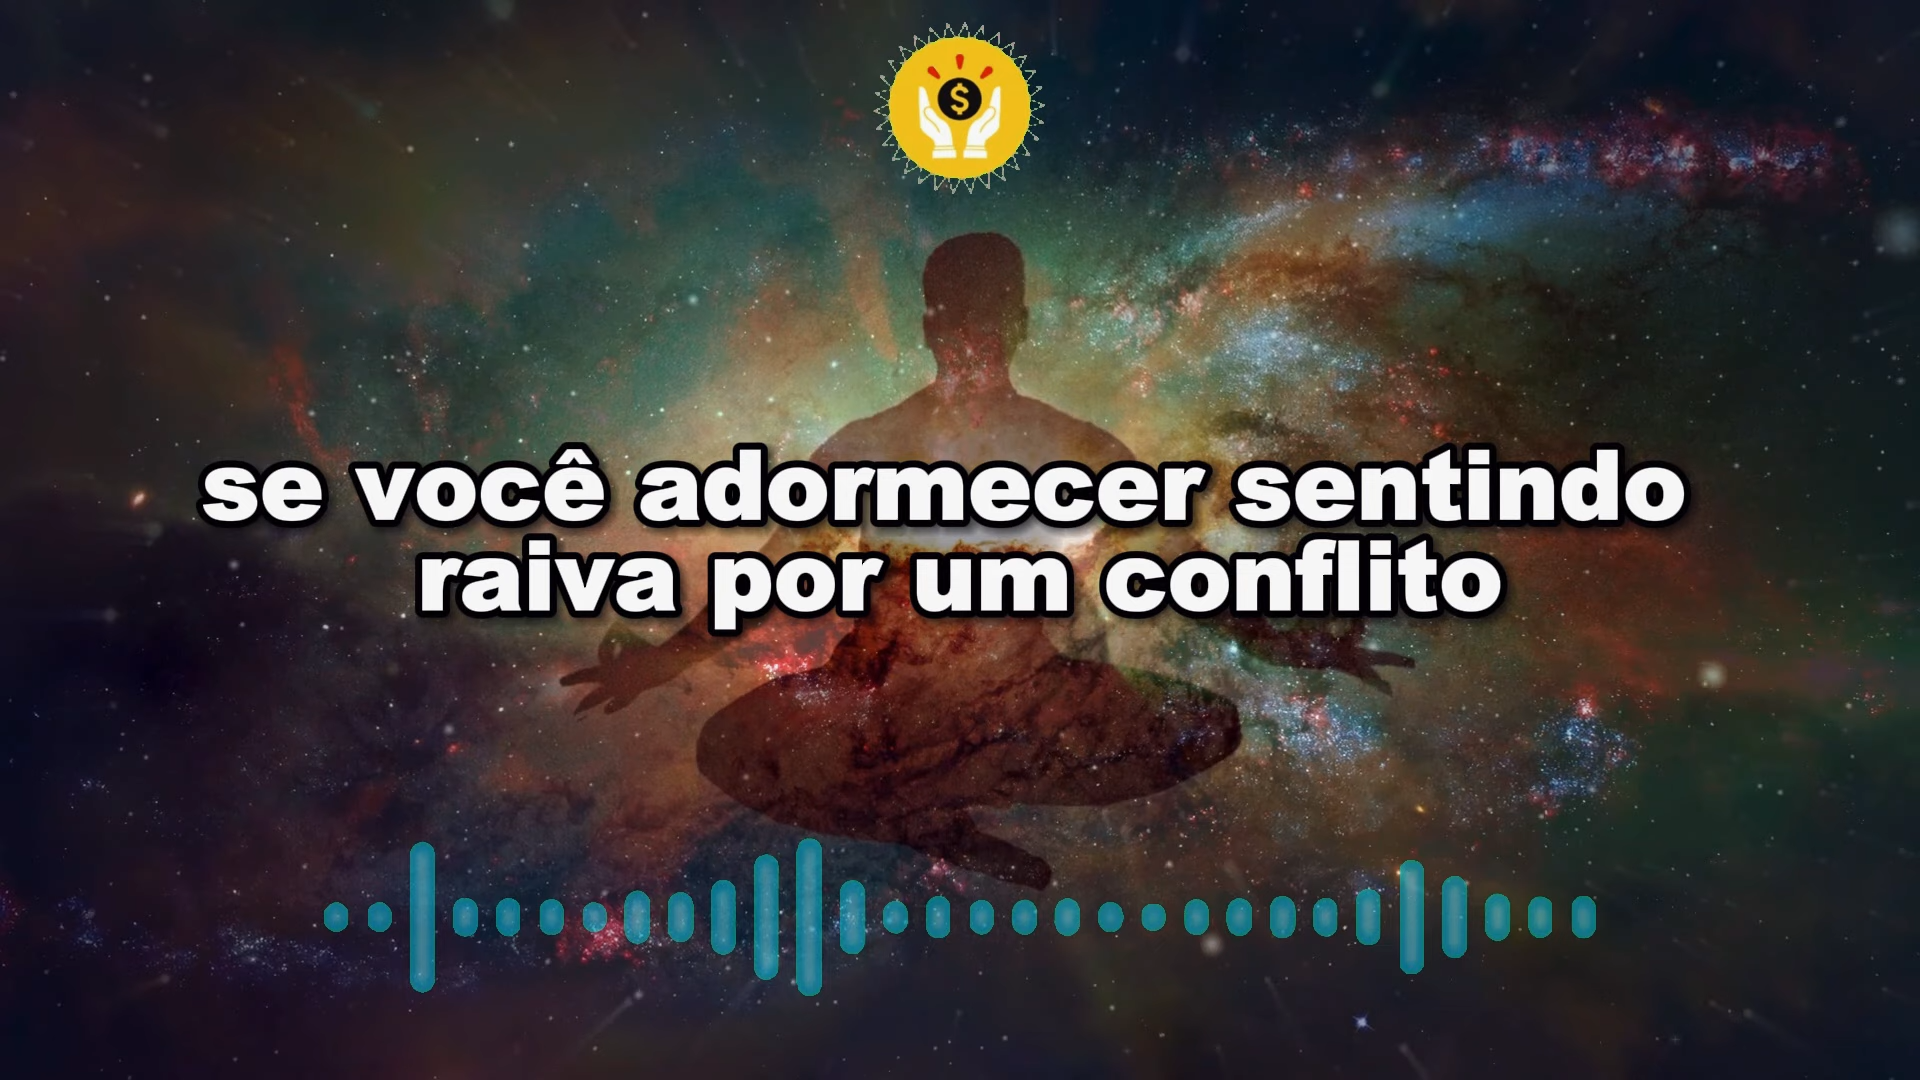 $
se você adormecer sentindo
raiva por um conflito